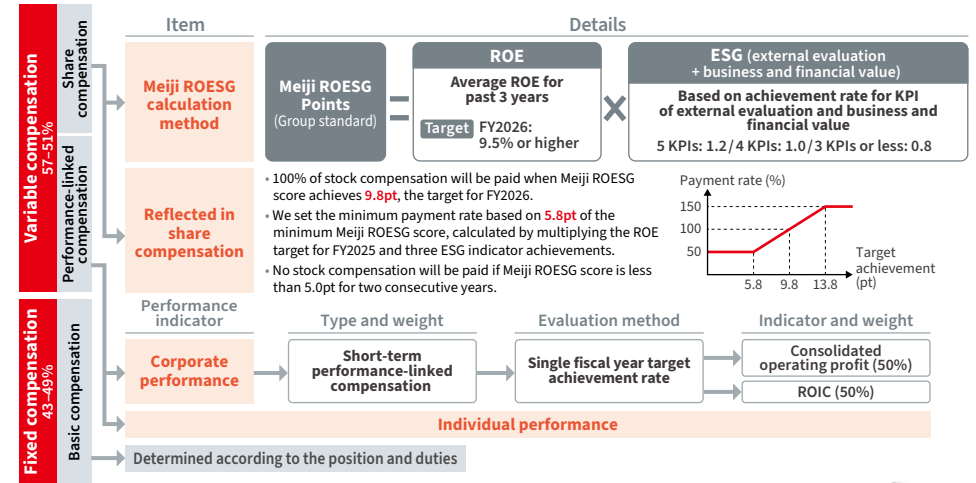 Item
Details
Variable compensation
57–51%
Share
compensation
Performance-linked
compensation
Fixed compensation
43–49%
Basic compensation
Meiji ROESG
calculation
method
Meiji ROESG
Points
(Group standard)
=
ROE
Average ROE for
past 3 years
Target FY2026:
9.5% or higher
×
ESG (external evaluation
+ business and financial value)
Based on achievement rate for KPI
of external evaluation and business and
financial value
5 KPIs: 1.2/4 KPIs: 1.0/3 KPIs or less: 0.8
Reflected in
share
compensation
• 100% of stock compensation will be paid when Meiji ROESG
score achieves 9.8pt, the target for FY2026.
• We set the minimum payment rate based on 5.8pt of the
minimum Meiji ROESG score, calculated by multiplying the ROE
target for FY2025 and three ESG indicator achievements.
• No stock compensation will be paid if Meiji ROESG score is less
than 5.0pt for two consecutive years.
Payment rate (%)
150
100
50
5.8 9.8 13.8
Target
achievement
(pt)
Performance
indicator
Type and weight
Evaluation method
Indicator and weight
Corporate
performance
Short-term
performance-linked
compensation
Single fiscal year target
achievement rate
Consolidated
operating profit (50%)
ROIC (50%)
Individual performance
Determined according to the position and duties